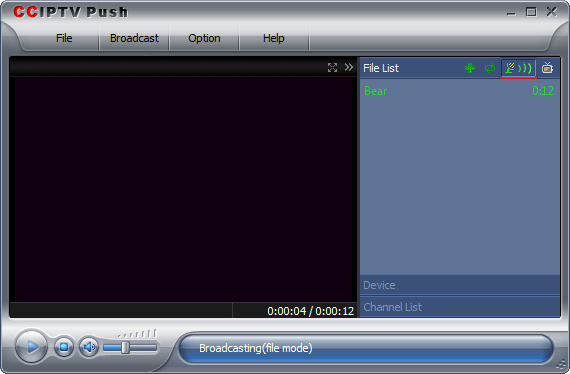 CCIPTV Push
File Broadcast Option Help
File List
Bear 0:12
Device
Channel List
0:00:04 / 0:00:12
Broadcasting(file mode)